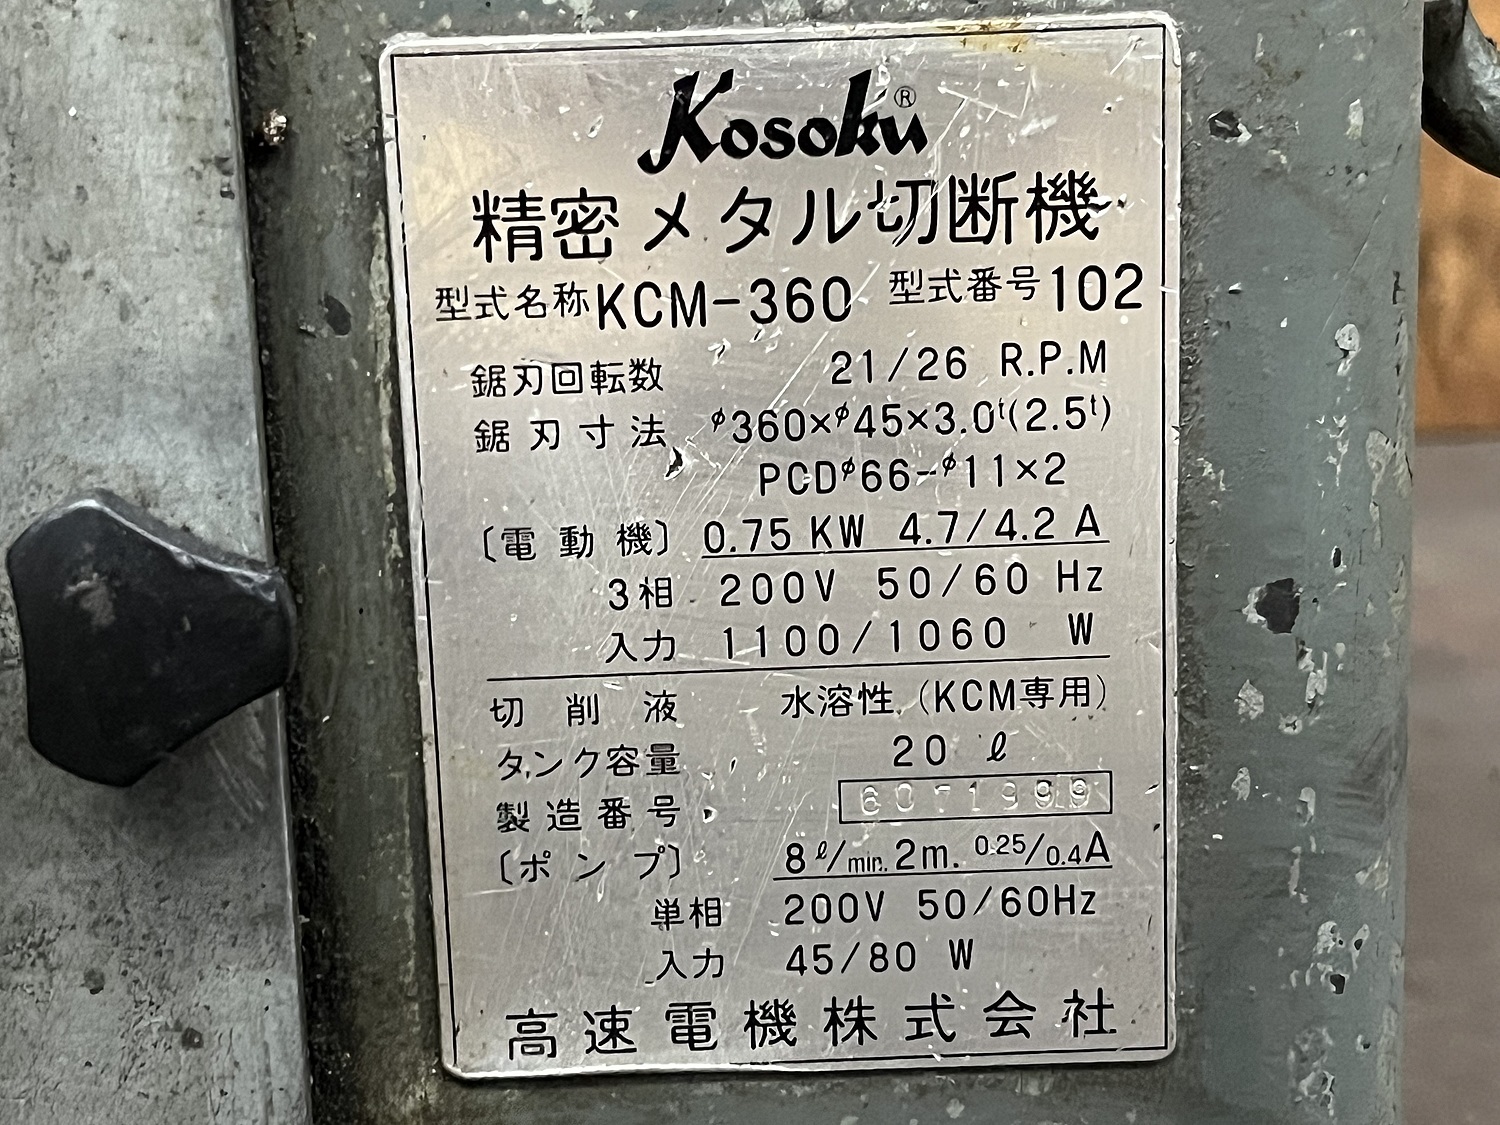 Kosoku®
精密メタル切断機
型式名称 KCM-360 型式番号 102
鋸刃回転数 21/26 R.P.M
鋸刃寸法 φ360×φ45×3.0t(2.5t)
PCDφ66-φ11×2
〔電動機〕 0.75 KW 4.7/4.2 A
3相 200V 50/60 Hz
入力 1100/1060 W
切削液 水溶性 (KCM専用)
タンク容量 20 ℓ
製造番号
〔ポンプ〕 8ℓ/min. 2m. 0.25/0.4A
単相 200V 50/60Hz
入力 45/80 W
高速電機株式会社